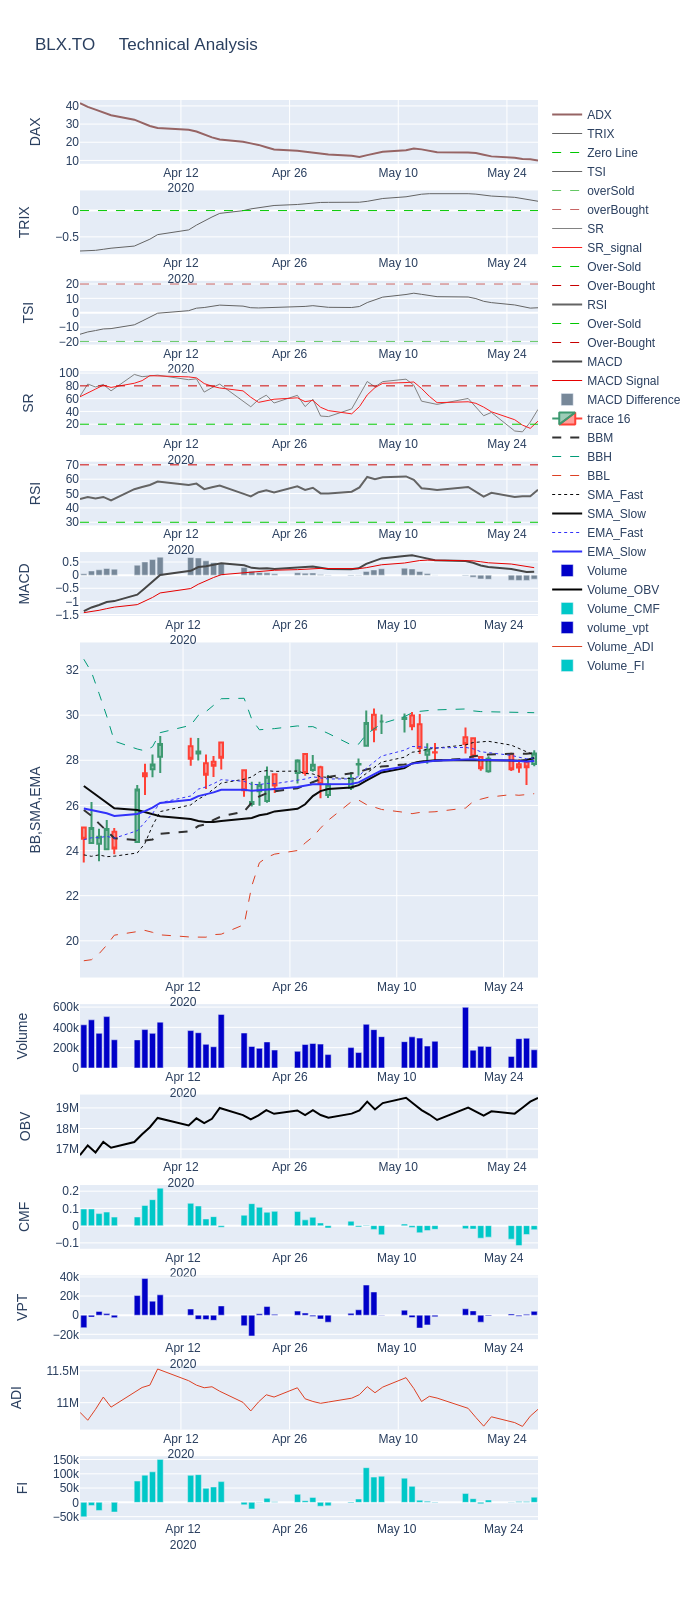 BLX.TO     Technical Analysis
DAX
40
30
20
10
Apr 12
2020
Apr 26
May 10
May 24
TRIX
0
−0.5
Apr 12
2020
Apr 26
May 10
May 24
TSI
20
10
0
−10
−20
Apr 12
2020
Apr 26
May 10
May 24
SR
100
80
60
40
20
Apr 12
2020
Apr 26
May 10
May 24
RSI
70
60
50
40
30
Apr 12
2020
Apr 26
May 10
May 24
MACD
0.5
0
−0.5
−1
−1.5
Apr 12
2020
Apr 26
May 10
May 24
BB,SMA,EMA
32
30
28
26
24
22
20
Apr 12
2020
Apr 26
May 10
May 24
Volume
600k
400k
200k
0
Apr 12
2020
Apr 26
May 10
May 24
OBV
19M
18M
17M
Apr 12
2020
Apr 26
May 10
May 24
CMF
0.2
0.1
0
−0.1
Apr 12
2020
Apr 26
May 10
May 24
VPT
40k
20k
0
−20k
Apr 12
2020
Apr 26
May 10
May 24
ADI
11.5M
11M
Apr 12
2020
Apr 26
May 10
May 24
FI
150k
100k
50k
0
−50k
Apr 12
2020
Apr 26
May 10
May 24
ADX
TRIX
Zero Line
TSI
overSold
overBought
SR
SR_signal
Over-Sold
Over-Bought
RSI
Over-Sold
Over-Bought
MACD
MACD Signal
MACD Difference
trace 16
BBM
BBH
BBL
SMA_Fast
SMA_Slow
EMA_Fast
EMA_Slow
Volume
Volume_OBV
Volume_CMF
volume_vpt
Volume_ADI
Volume_FI